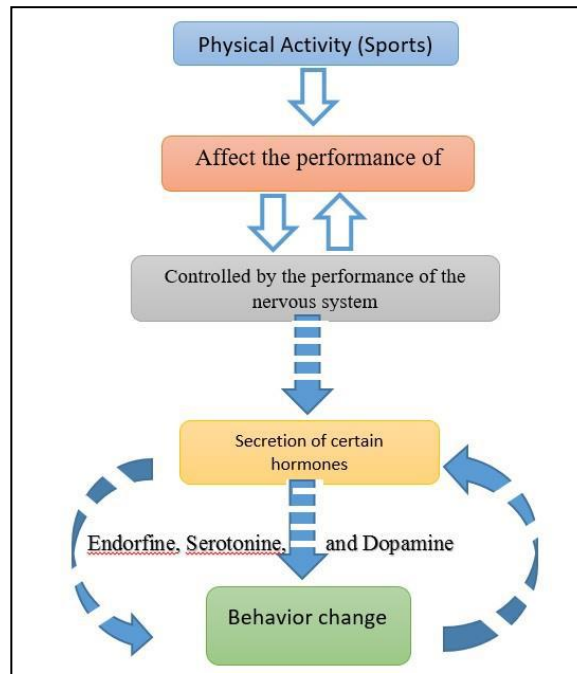 Physical Activity (Sports)
Affect the performance of
Controlled by the performance of the
nervous system
Secretion of certain
hormones
Endorfine, Serotonine, and Dopamine
Behavior change